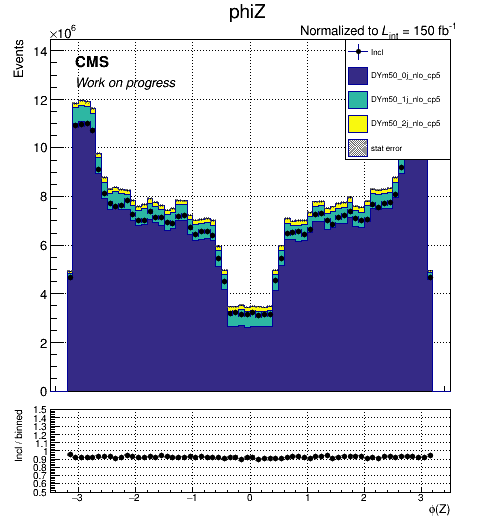 phiZ
×10⁶
Normalized to L_int = 150 fb⁻¹
Events
14
12
10
8
6
4
2
0
CMS
Work on progress
Incl
DYm50_0j_nlo_cp5
DYm50_1j_nlo_cp5
DYm50_2j_nlo_cp5
stat error
Incl / binned
1.5
1.4
1.3
1.2
1.1
1
0.9
0.8
0.7
0.6
0.5
−3 −2 −1 0 1 2 3
ϕ(Z)